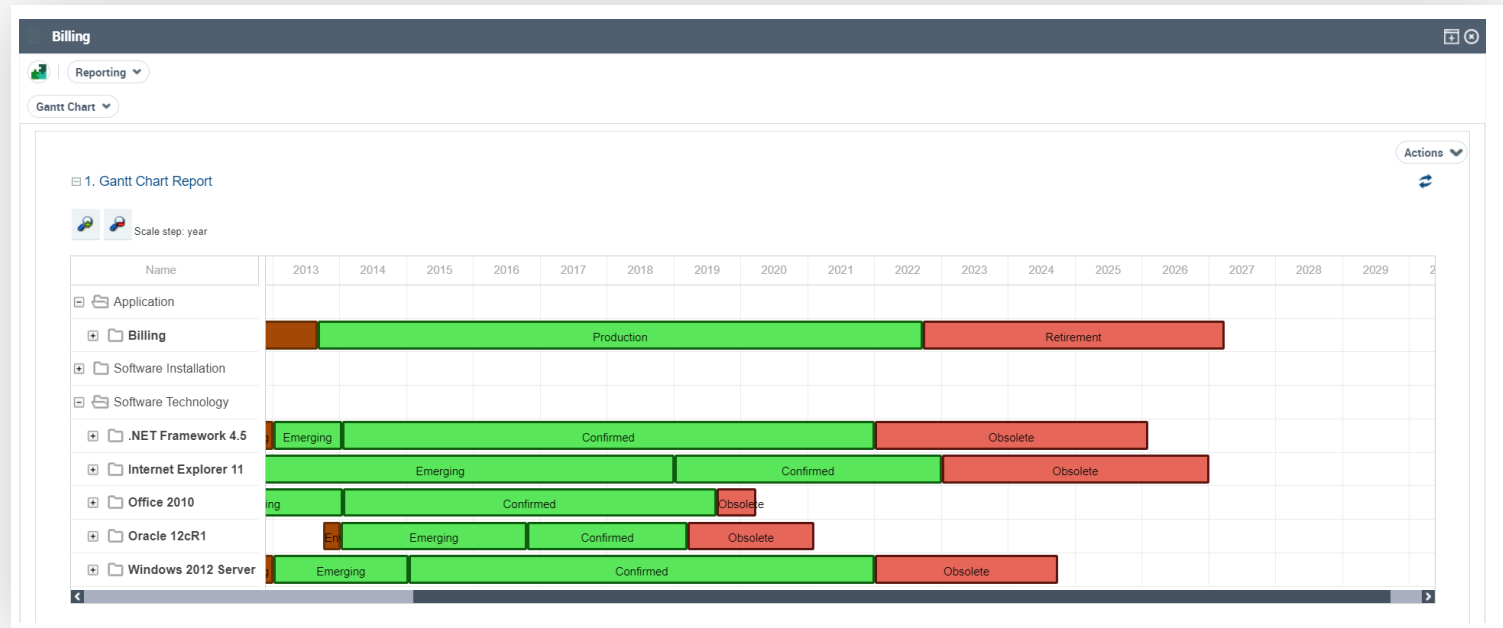 Billing
Reporting
Gantt Chart
Actions
1. Gantt Chart Report
Scale step: year
Name 2013 2014 2015 2016 2017 2018 2019 2020 2021 2022 2023 2024 2025 2026 2027 2028 2029 2
Application
Billing Production Retirement
Software Installation
Software Technology
.NET Framework 4.5 g Emerging Confirmed Obsolete
Internet Explorer 11 Emerging Confirmed Obsolete
Office 2010 ing Confirmed Obsolete
Oracle 12cR1 Emerging Confirmed Obsolete
Windows 2012 Server Emerging Confirmed Obsolete